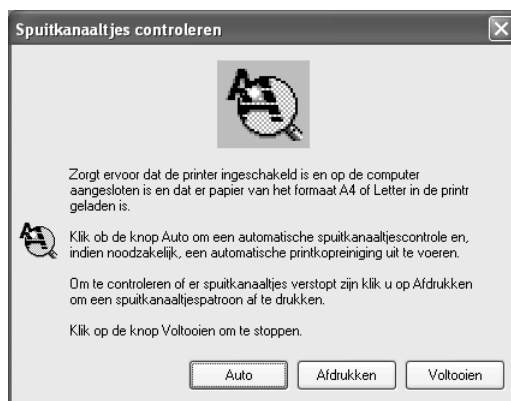 Spuitkanaaltjes controleren
Zorgt ervoor dat de printer ingeschakeld is en op de computer
aangesloten is en dat er papier van het formaat A4 of Letter in de printr
geladen is.
Klik ob de knop Auto om een automatische spuitkanaaltjescontrole en,
indien noodzakelijk, een automatische printkopreiniging uit te voeren.
Om te controleren of er spuitkanaaltjes verstopt zijn klik u op Afdrukken
om een spuitkanaaltjespatroon af te drukken.
Klik op de knop Voltooien om te stoppen.
Auto Afdrukken Voltooien